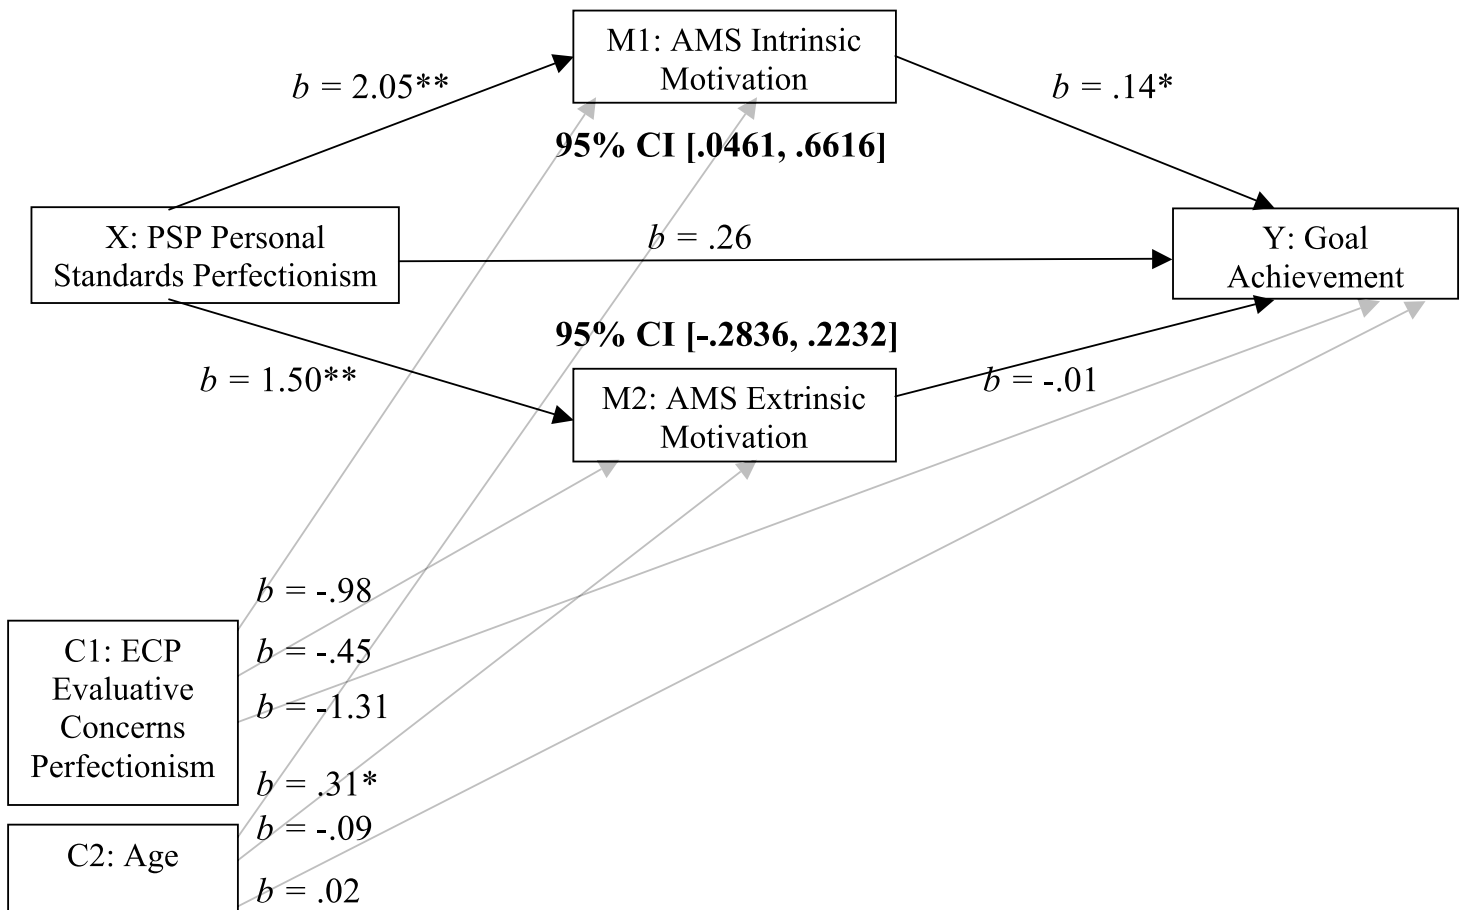 M1: AMS Intrinsic
Motivation
b = 2.05**
b = .14*
95% CI [.0461, .6616]
X: PSP Personal
Standards Perfectionism
b = .26
Y: Goal
Achievement
95% CI [-.2836, .2232]
b = 1.50**
M2: AMS Extrinsic
Motivation
b = -.01
b = -.98
b = -.45
b = -1.31
C1: ECP
Evaluative
Concerns
Perfectionism
b = .31*
b = -.09
b = .02
C2: Age